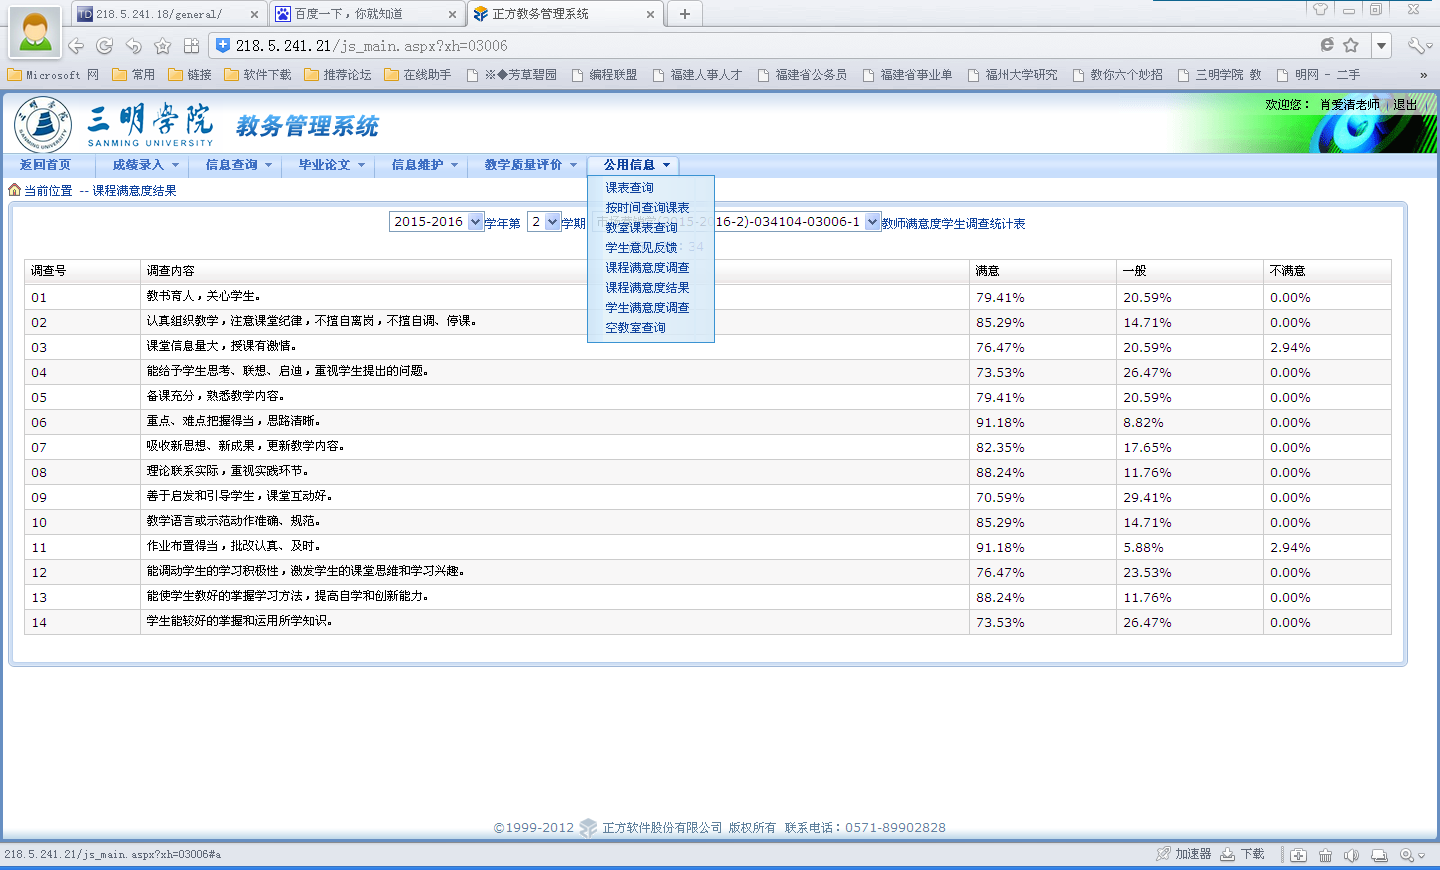 218.5.241.18/general/
百度一下，你就知道
正方教务管理系统
218.5.241.21/js_main.aspx?xh=03006
Microsoft 网 常用 链接 软件下载 推荐论坛 在线助手 ※◆芳草碧园 编程联盟 福建人事人才 福建省公务员 福建省事业单 福州大学研究 教你六个妙招 三明学院 教 明网 - 二手 »
三明学院
SANMING UNIVERSITY
教务管理系统
欢迎您： 肖爱清老师 退出
返回首页 成绩录入 信息查询 毕业论文 信息维护 教学质量评价 公用信息
当前位置 -- 课程满意度结果
课表查询
按时间查询课表
教室课表查询
学生意见反馈
课程满意度调查
课程满意度结果
学生满意度调查
空教室查询
2015-2016 学年第 2 学期 16-2)-034104-03006-1 教师满意度学生调查统计表
34
调查号 调查内容 满意 一般 不满意
01 教书育人，关心学生。 79.41% 20.59% 0.00%
02 认真组织教学，注意课堂纪律，不擅自离岗，不擅自调、停课。 85.29% 14.71% 0.00%
03 课堂信息量大，授课有激情。 76.47% 20.59% 2.94%
04 能给予学生思考、联想、启迪，重视学生提出的问题。 73.53% 26.47% 0.00%
05 备课充分，熟悉教学内容。 79.41% 20.59% 0.00%
06 重点、难点把握得当，思路清晰。 91.18% 8.82% 0.00%
07 吸收新思想、新成果，更新教学内容。 82.35% 17.65% 0.00%
08 理论联系实际，重视实践环节。 88.24% 11.76% 0.00%
09 善于启发和引导学生，课堂互动好。 70.59% 29.41% 0.00%
10 教学语言或示范动作准确、规范。 85.29% 14.71% 0.00%
11 作业布置得当，批改认真、及时。 91.18% 5.88% 2.94%
12 能调动学生的学习积极性，激发学生的课堂思维和学习兴趣。 76.47% 23.53% 0.00%
13 能使学生教好的掌握学习方法，提高自学和创新能力。 88.24% 11.76% 0.00%
14 学生能较好的掌握和运用所学知识。 73.53% 26.47% 0.00%
©1999-2012 正方软件股份有限公司 版权所有 联系电话：0571-89902828
218.5.241.21/js_main.aspx?xh=03006#a
加速器 下载